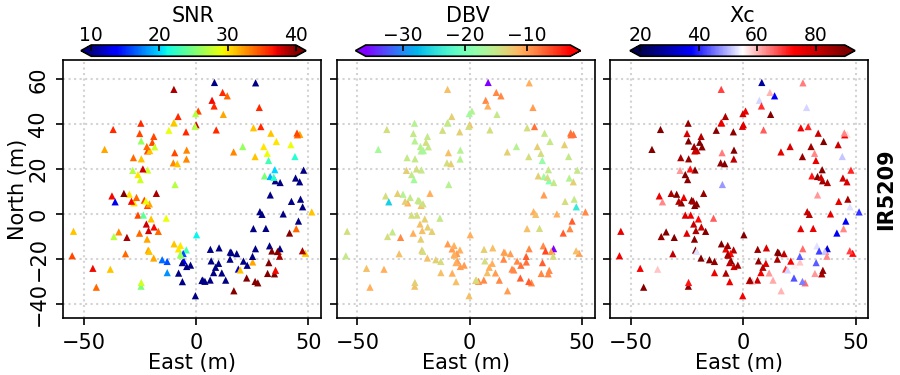 SNR DBV Xc
10 20 30 40 −30 −20 −10 20 40 60 80
60
40
20
0
−20
−40
North (m)
IR5209
−50 0 50 −50 0 50 −50 0 50
East (m) East (m) East (m)